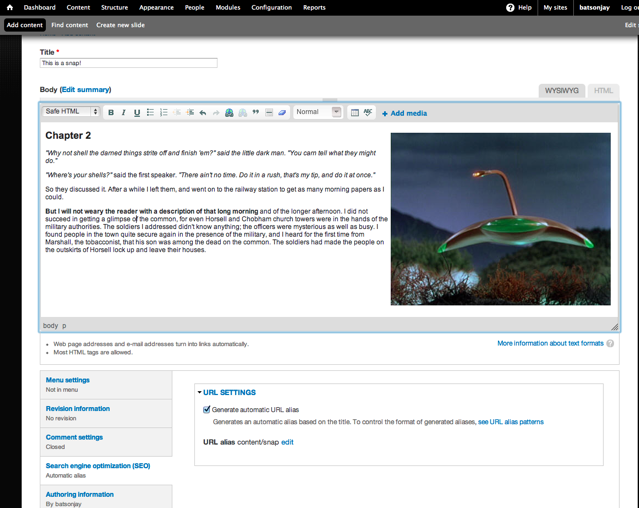 Dashboard Content Structure Appearance People Modules Configuration Reports ? Help My sites batsonjay Log ou
Add content Find content Create new slide Edit s
Title *
This is a snap!
Body (Edit summary)
WYSIWYG HTML
Safe HTML B I U ABC Normal + Add media
Chapter 2
"Why not shell the darned things strite off and finish 'em?" said the little dark man. "You carn tell what they might
do."
"Where's your shells?" said the first speaker. "There ain't no time. Do it in a rush, that's my tip, and do it at once."
So they discussed it. After a while I left them, and went on to the railway station to get as many morning papers as I
could.
But I will not weary the reader with a description of that long morning and of the longer afternoon. I did not
succeed in getting a glimpse of the common, for even Horsell and Chobham church towers were in the hands of the
military authorities. The soldiers I addressed didn't know anything; the officers were mysterious as well as busy. I
found people in the town quite secure again in the presence of the military, and I heard for the first time from
Marshall, the tobacconist, that his son was among the dead on the common. The soldiers had made the people on
the outskirts of Horsell lock up and leave their houses.
body p
Web page addresses and e-mail addresses turn into links automatically.
Most HTML tags are allowed.
More information about text formats ?
Menu settings
Not in menu
Revision information
No revision
Comment settings
Closed
Search engine optimization (SEO)
Automatic alias
Authoring information
By batsonjay
URL SETTINGS
Generate automatic URL alias
Generates an automatic alias based on the title. To control the format of generated aliases, see URL alias patterns
URL alias content/snap edit